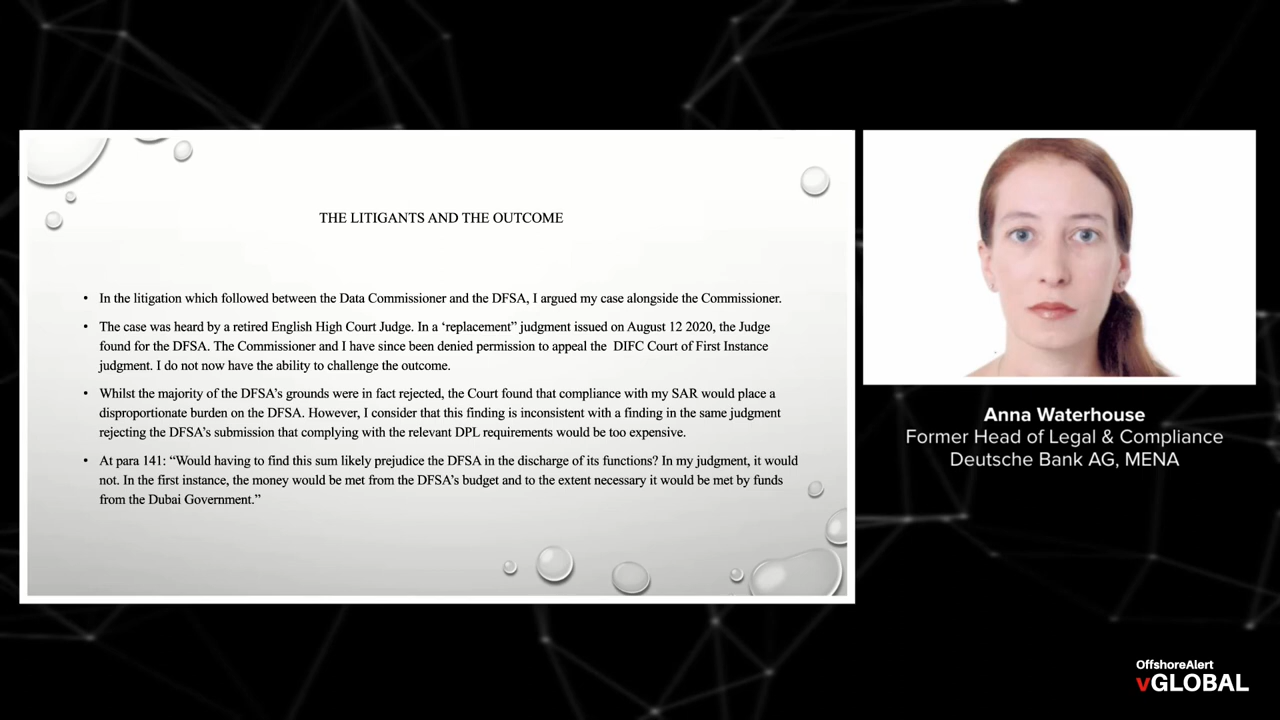 THE LITIGANTS AND THE OUTCOME
• In the litigation which followed between the Data Commissioner and the DFSA, I argued my case alongside the Commissioner.
• The case was heard by a retired English High Court Judge. In a ‘replacement” judgment issued on August 12 2020, the Judge
found for the DFSA. The Commissioner and I have since been denied permission to appeal the DIFC Court of First Instance
judgment. I do not now have the ability to challenge the outcome.
• Whilst the majority of the DFSA’s grounds were in fact rejected, the Court found that compliance with my SAR would place a
disproportionate burden on the DFSA. However, I consider that this finding is inconsistent with a finding in the same judgment
rejecting the DFSA’s submission that complying with the relevant DPL requirements would be too expensive.
• At para 141: “Would having to find this sum likely prejudice the DFSA in the discharge of its functions? In my judgment, it would
not. In the first instance, the money would be met from the DFSA’s budget and to the extent necessary it would be met by funds
from the Dubai Government.”
Anna Waterhouse
Former Head of Legal & Compliance
Deutsche Bank AG, MENA
OffshoreAlert
vGLOBAL